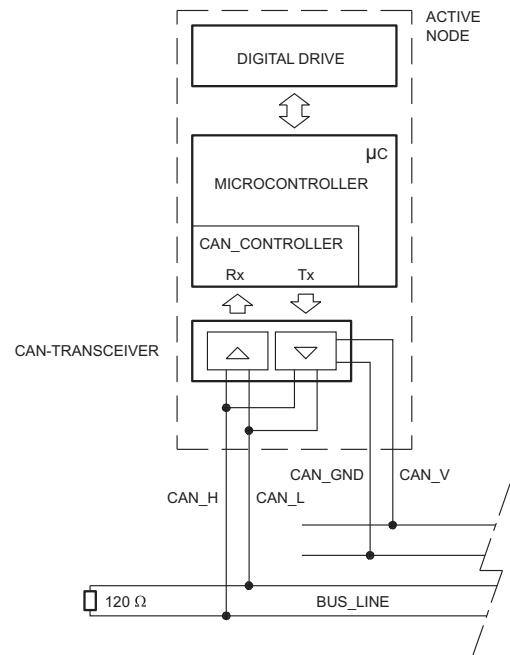 ACTIVE
NODE
DIGITAL DRIVE
μC
MICROCONTROLLER
CAN_CONTROLLER
Rx Tx
CAN-TRANSCEIVER
CAN_GND CAN_V
CAN_H CAN_L
120 Ω BUS_LINE